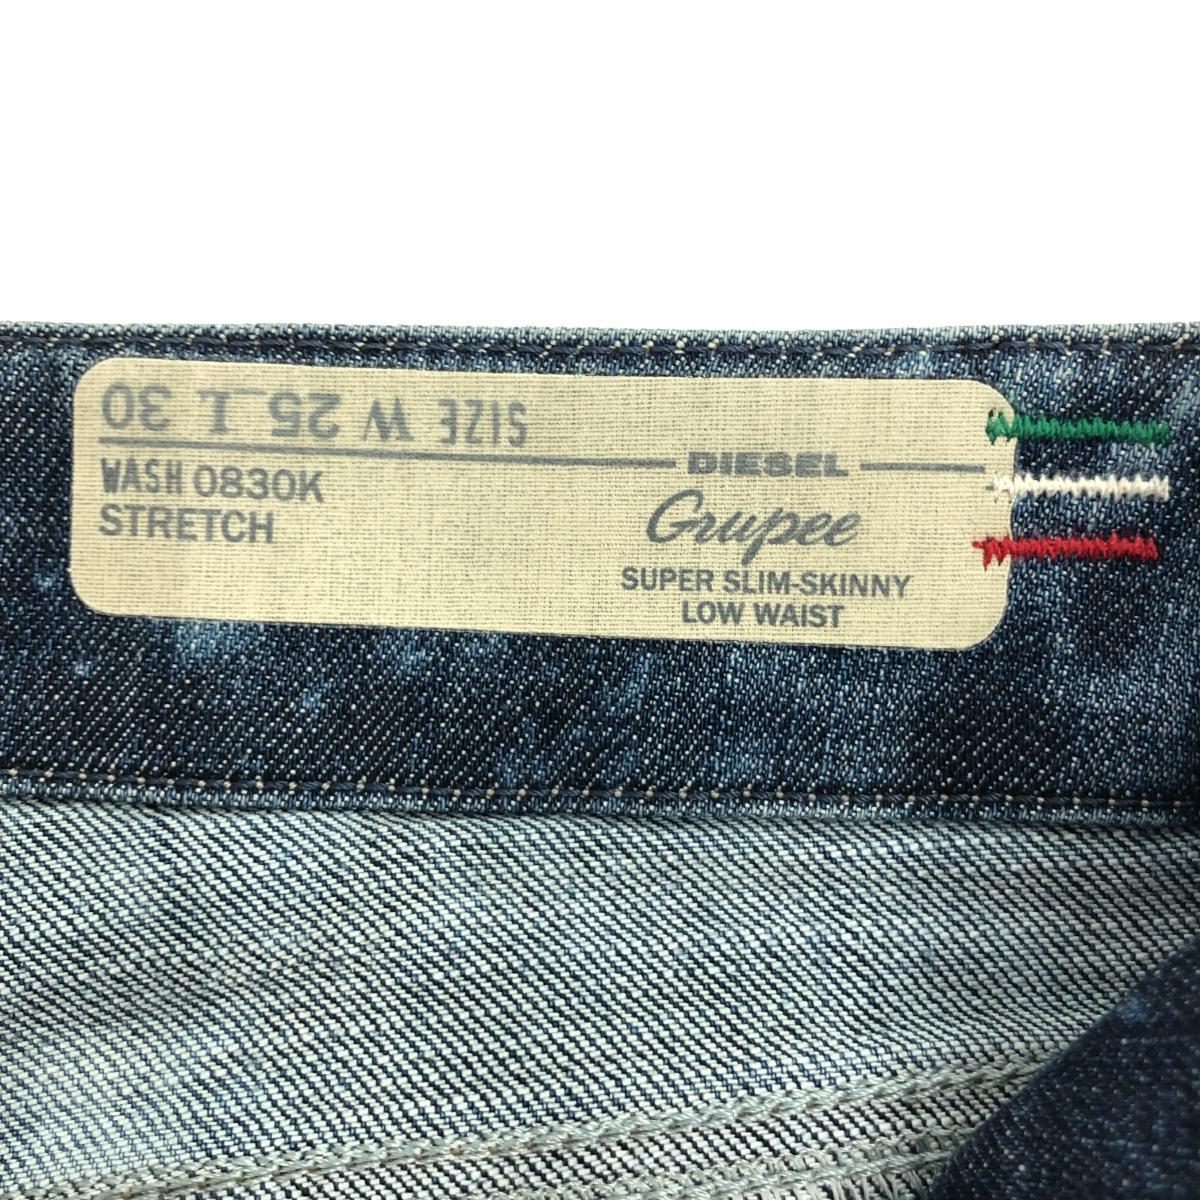 SIZE W 25 L 30
DIESEL
WASH 0830K
STRETCH
Grupee
SUPER SLIM-SKINNY
LOW WAIST